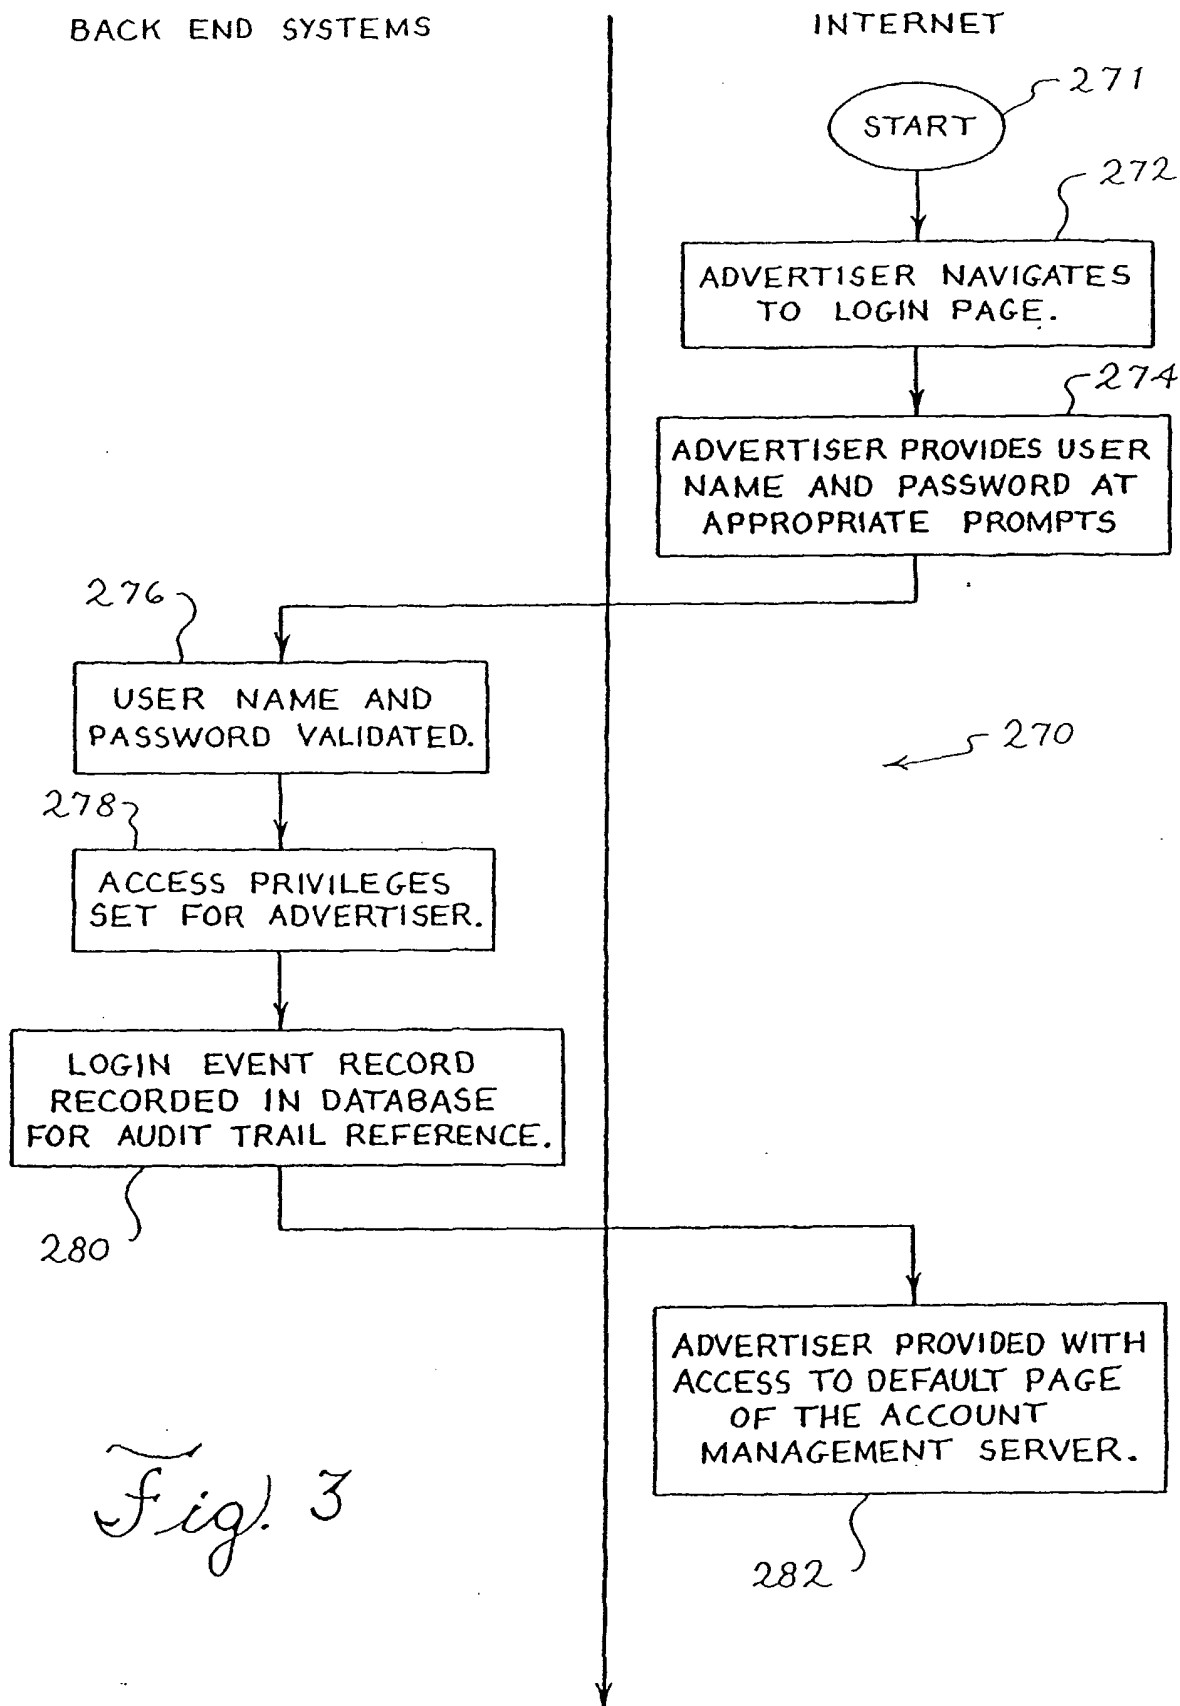 BACK END SYSTEMS
INTERNET
271
START
272
ADVERTISER NAVIGATES
TO LOGIN PAGE.
274
ADVERTISER PROVIDES USER
NAME AND PASSWORD AT
APPROPRIATE PROMPTS
276
USER NAME AND
PASSWORD VALIDATED.
270
278
ACCESS PRIVILEGES
SET FOR ADVERTISER.
LOGIN EVENT RECORD
RECORDED IN DATABASE
FOR AUDIT TRAIL REFERENCE.
280
ADVERTISER PROVIDED WITH
ACCESS TO DEFAULT PAGE
OF THE ACCOUNT
MANAGEMENT SERVER.
282
Fig. 3